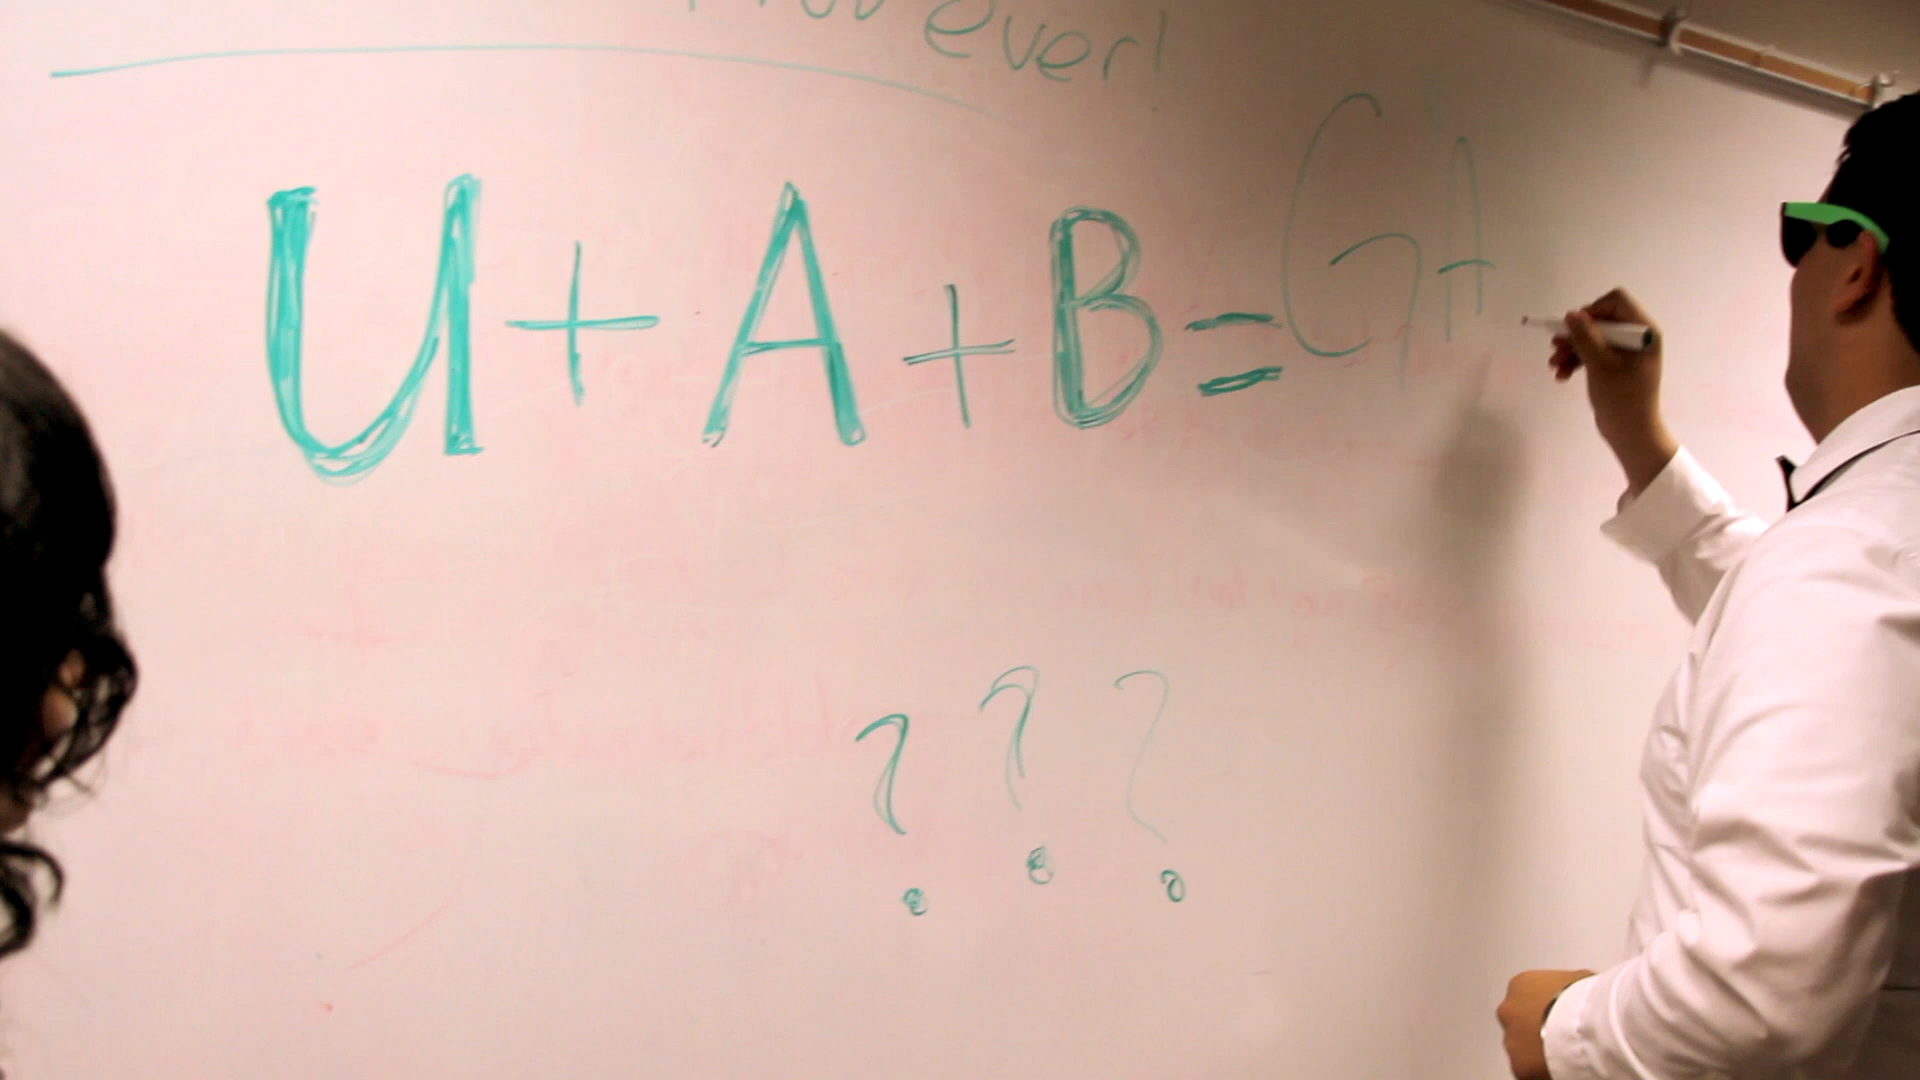 ever!
U + A + B = GA
? ? ?